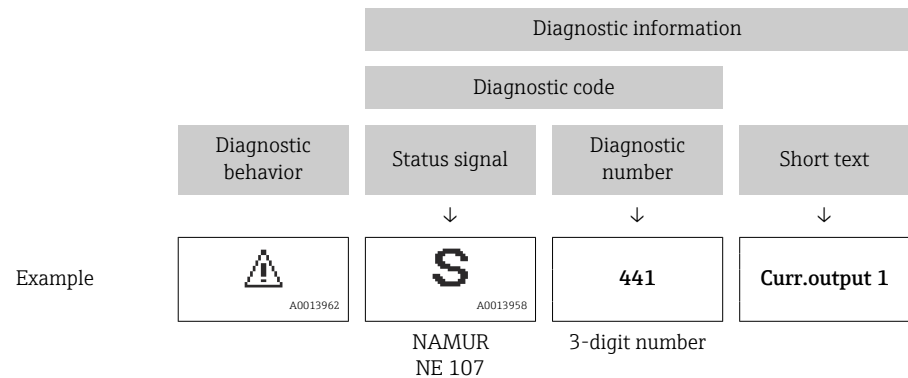 Diagnostic information
Diagnostic code
Diagnostic
behavior
Status signal
Diagnostic
number
Short text
Example
A0013962
S
A0013958
441
Curr.output 1
NAMUR
NE 107
3-digit number